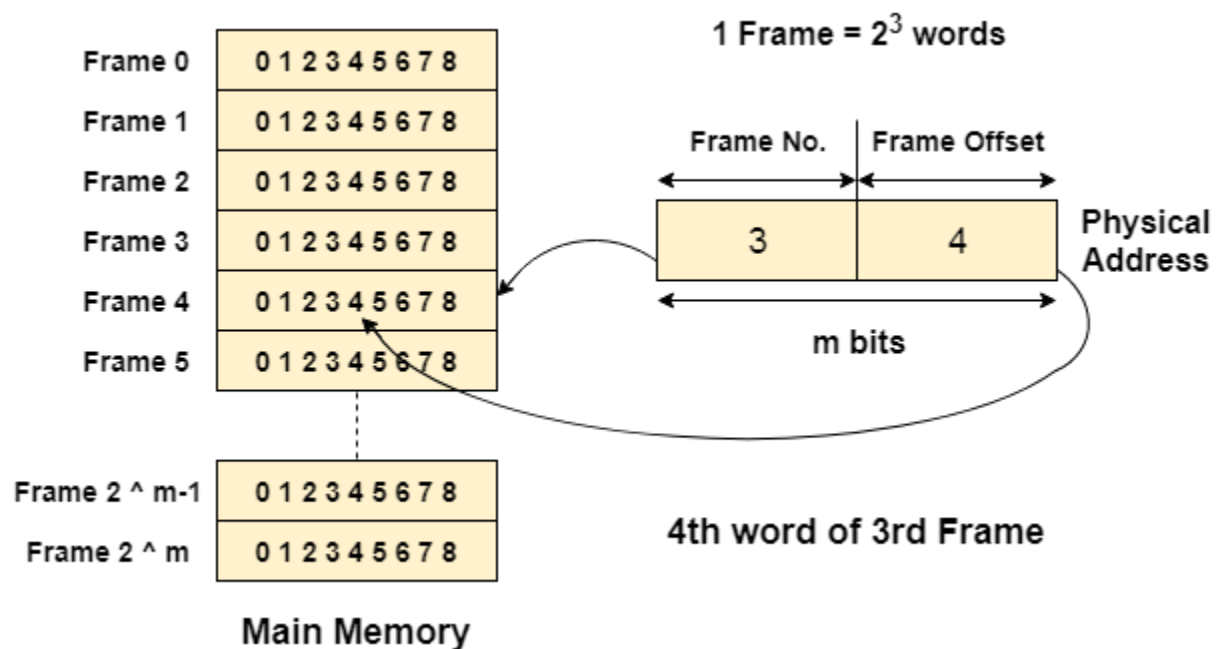 1 Frame = 2³ words
Frame 0 0 1 2 3 4 5 6 7 8
Frame 1 0 1 2 3 4 5 6 7 8
Frame 2 0 1 2 3 4 5 6 7 8
Frame 3 0 1 2 3 4 5 6 7 8
Frame 4 0 1 2 3 4 5 6 7 8
Frame 5 0 1 2 3 4 5 6 7 8
Frame 2 ^ m-1 0 1 2 3 4 5 6 7 8
Frame 2 ^ m 0 1 2 3 4 5 6 7 8
Main Memory
Frame No. Frame Offset
3 4
Physical
Address
m bits
4th word of 3rd Frame